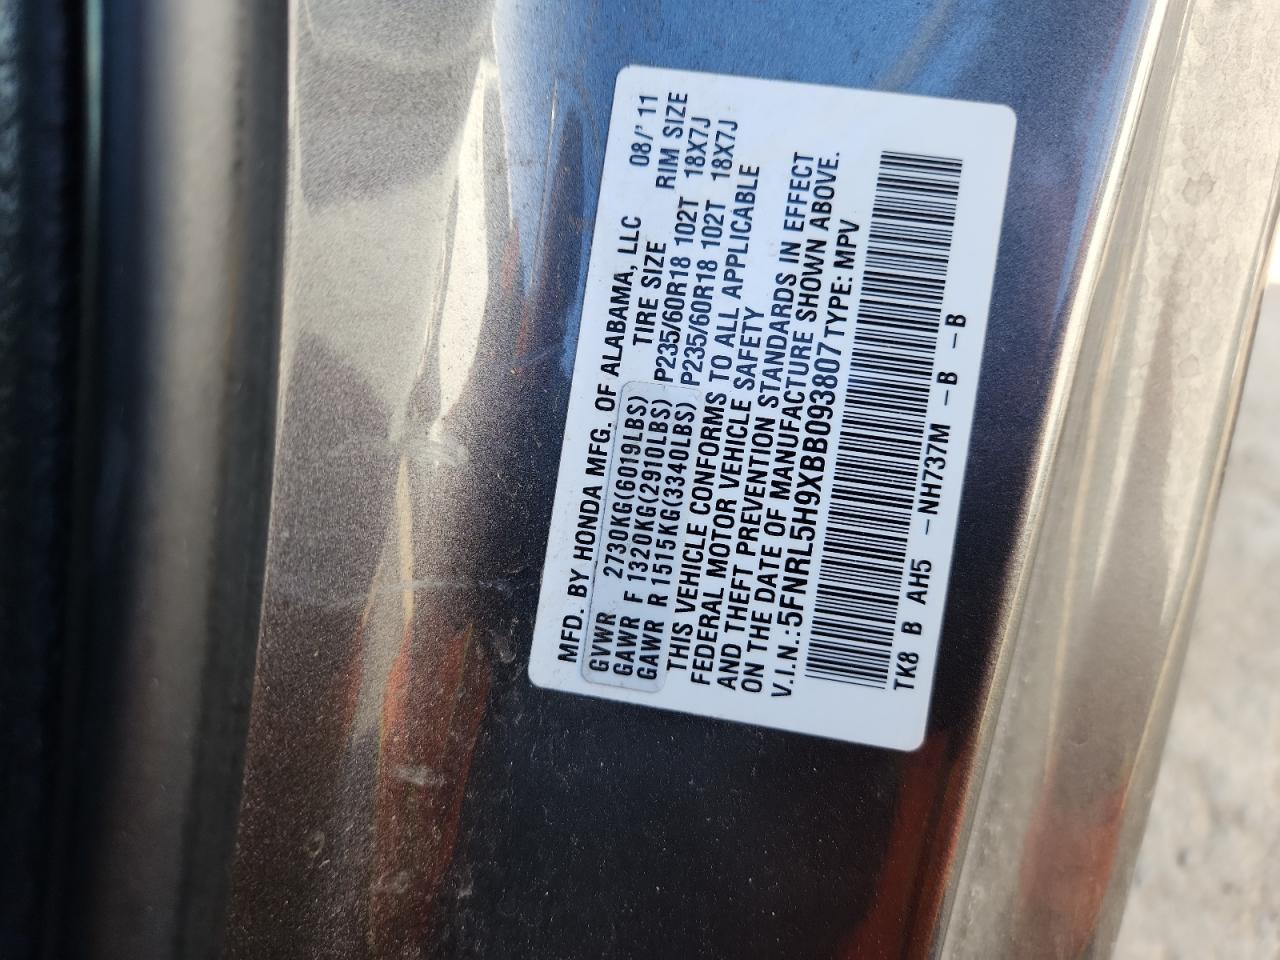 MFD. BY HONDA MFG. OF ALABAMA, LLC 08/' 11
GVWR 2730KG(6019LBS) TIRE SIZE RIM SIZE
GAWR F 1320KG(2910LBS) P235/60R18 102T 18X7J
GAWR R 1515KG(3340LBS) P235/60R18 102T 18X7J
THIS VEHICLE CONFORMS TO ALL APPLICABLE
FEDERAL MOTOR VEHICLE SAFETY
AND THEFT PREVENTION STANDARDS IN EFFECT
ON THE DATE OF MANUFACTURE SHOWN ABOVE.
V.I.N.:5FNRL5H9XBB093807 TYPE: MPV
TK8 B AH5 -NH737M -B -B